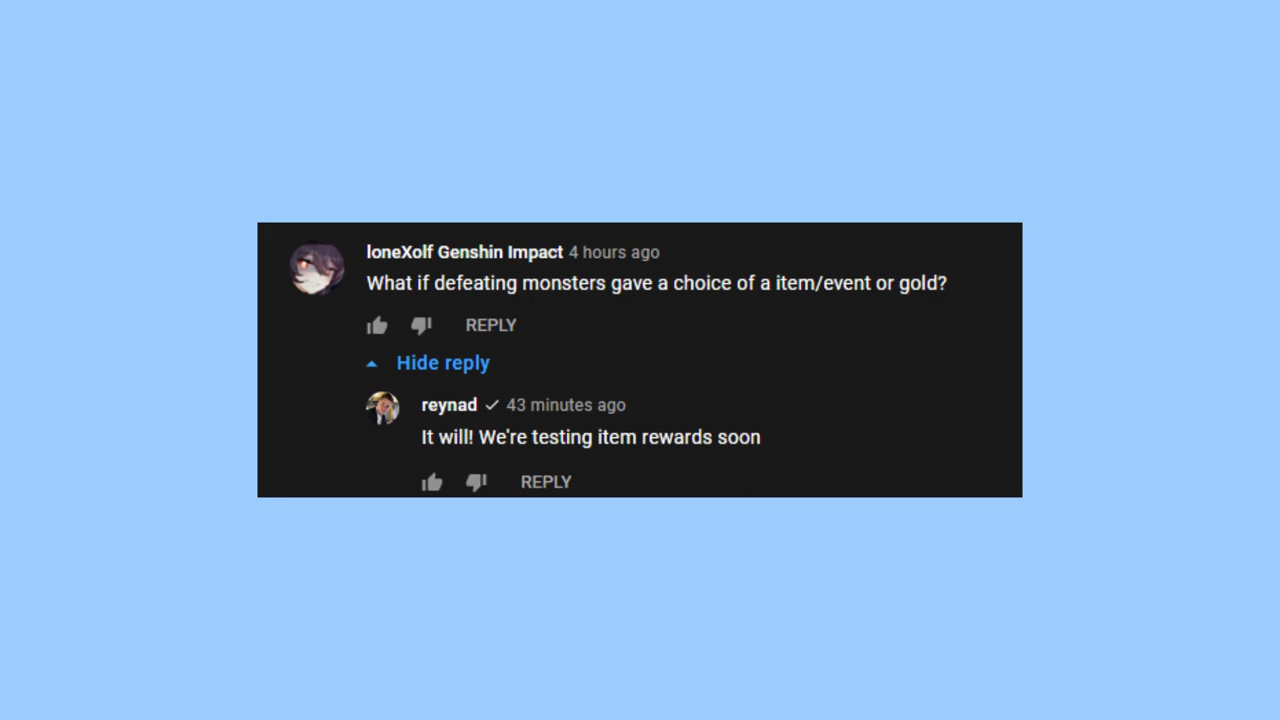 loneXolf Genshin Impact 4 hours ago
What if defeating monsters gave a choice of a item/event or gold?
REPLY
Hide reply
reynad 43 minutes ago
It will! We're testing item rewards soon
REPLY